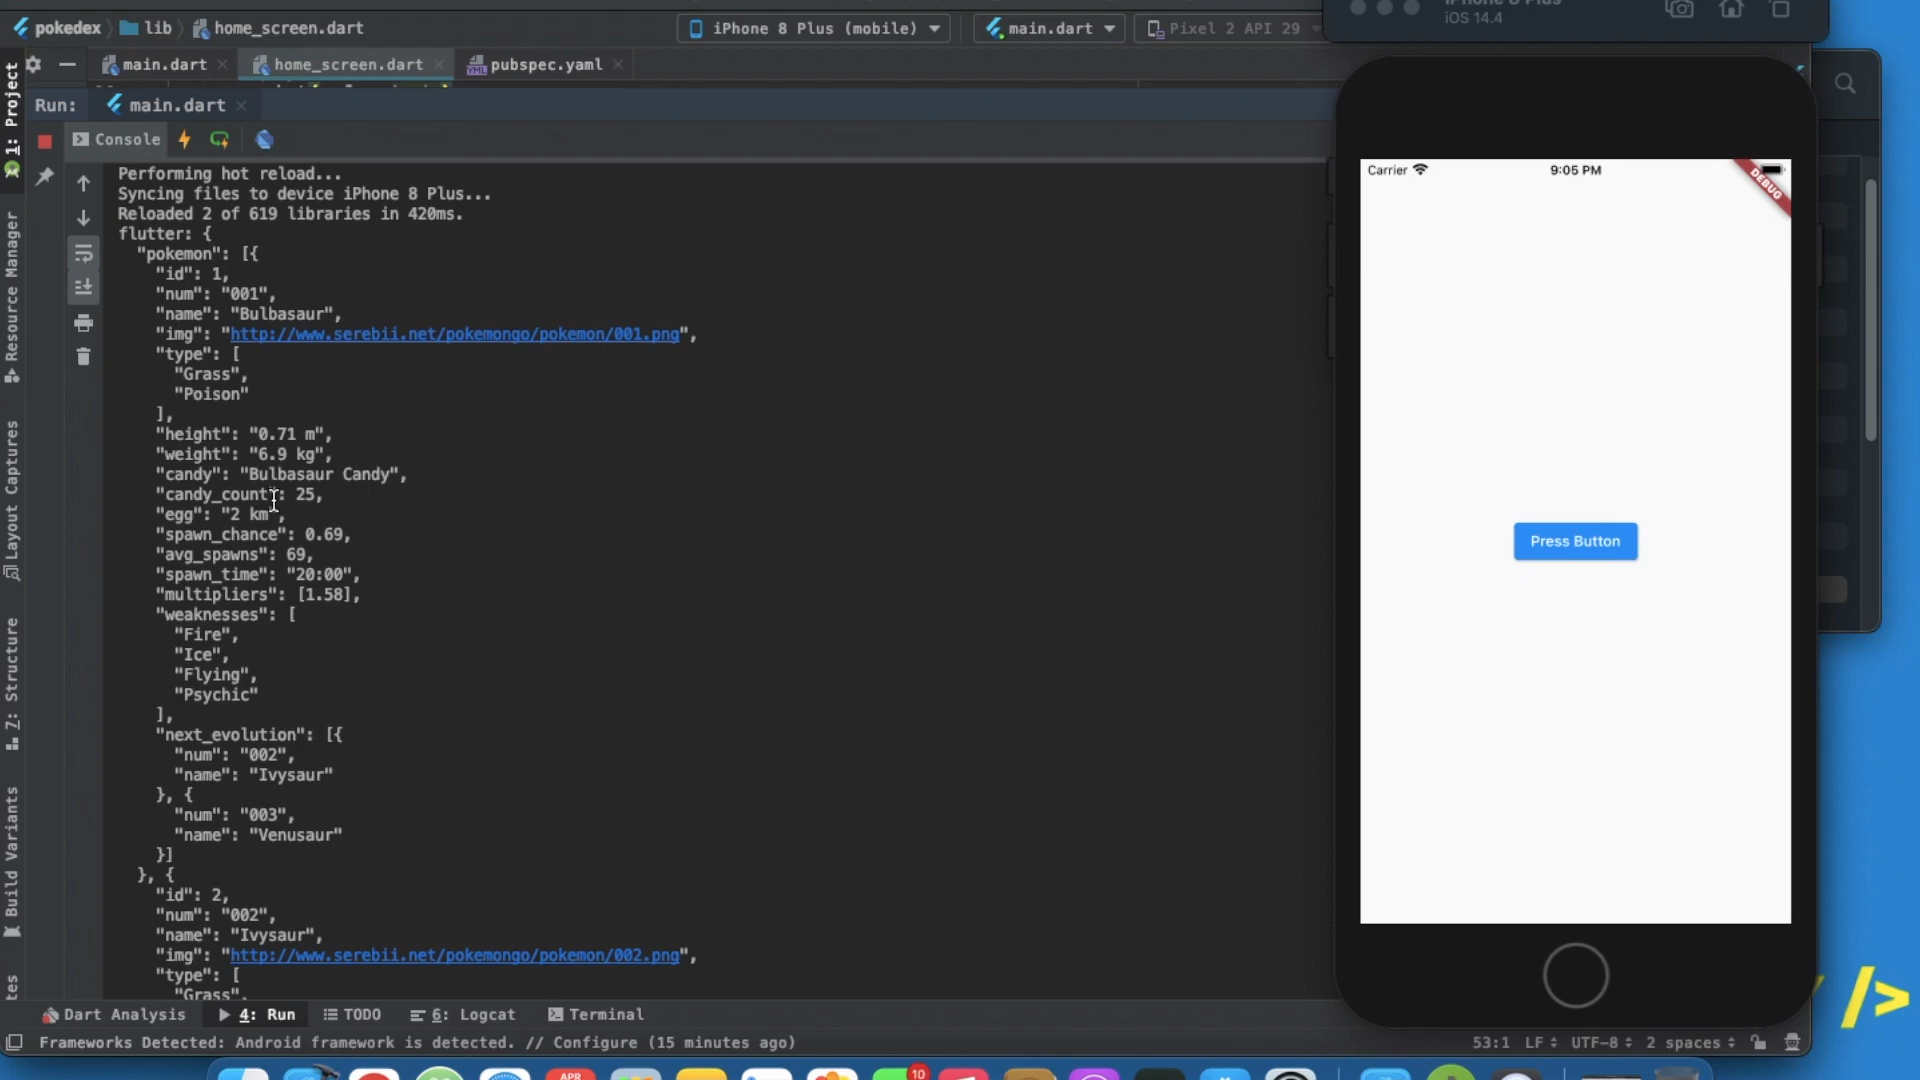 pokedex lib home_screen.dart
iPhone 8 Plus (mobile)
main.dart
Pixel 2 API 29
iPhone 8 Plus
iOS 14.4
main.dart
home_screen.dart
pubspec.yaml
Run: main.dart
Console
Performing hot reload...
Syncing files to device iPhone 8 Plus...
Reloaded 2 of 619 libraries in 420ms.
flutter: {
"pokemon": [{
"id": 1,
"num": "001",
"name": "Bulbasaur",
"img": "http://www.serebii.net/pokemongo/pokemon/001.png",
"type": [
"Grass",
"Poison"
],
"height": "0.71 m",
"weight": "6.9 kg",
"candy": "Bulbasaur Candy",
"candy_count": 25,
"egg": "2 km",
"spawn_chance": 0.69,
"avg_spawns": 69,
"spawn_time": "20:00",
"multipliers": [1.58],
"weaknesses": [
"Fire",
"Ice",
"Flying",
"Psychic"
],
"next_evolution": [{
"num": "002",
"name": "Ivysaur"
}, {
"num": "003",
"name": "Venusaur"
}]
}, {
"id": 2,
"num": "002",
"name": "Ivysaur",
"img": "http://www.serebii.net/pokemongo/pokemon/002.png",
"type": [
"Grass",
1: Project
Resource Manager
Layout Captures
Z: Structure
Build Variants
Carrier
9:05 PM
DEBUG
Press Button
/>
Dart Analysis
4: Run
TODO
6: Logcat
Terminal
Frameworks Detected: Android framework is detected. // Configure (15 minutes ago)
53:1 LF UTF-8 2 spaces
APR
10